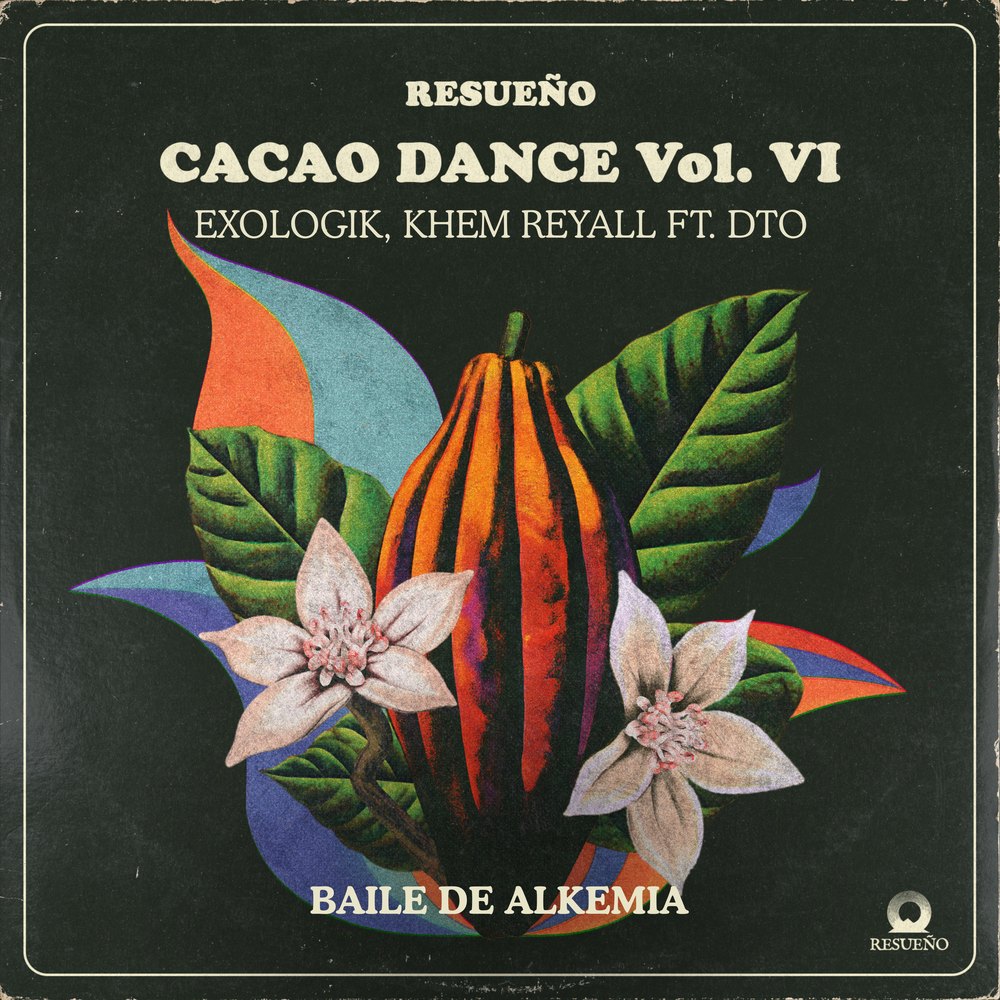 RESUEÑO
CACAO DANCE Vol. VI
EXOLOGIK, KHEM REYALL FT. DTO
BAILE DE ALKEMIA
RESUEÑO